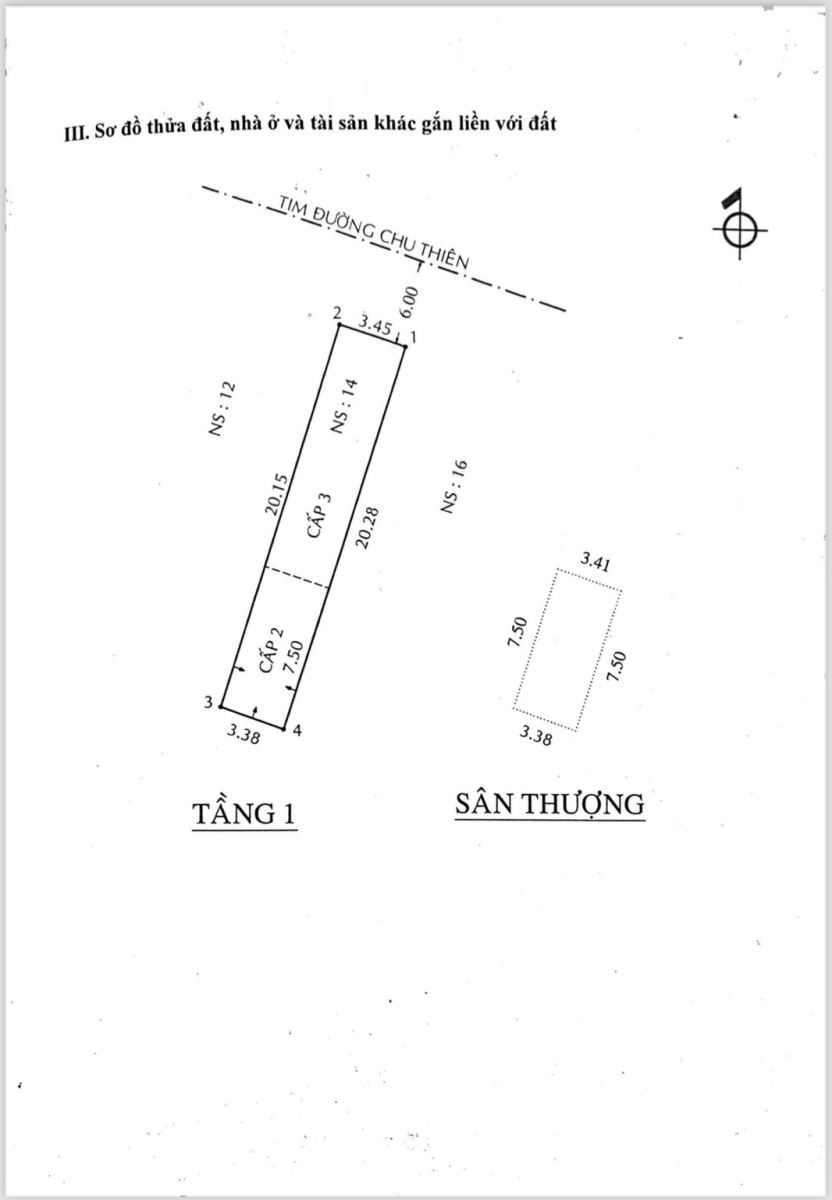 III. Sơ đồ thửa đất, nhà ở và tài sản khác gắn liền với đất
TIM ĐƯỜNG CHU THIÊN
6.00
2
3.45
1
NS : 12
NS : 14
NS : 16
20.15
CẤP 3
20.28
3.41
7.50
7.50
CẤP 2
7.50
3
3.38
4
3.38
TẦNG 1
SÂN THƯỢNG